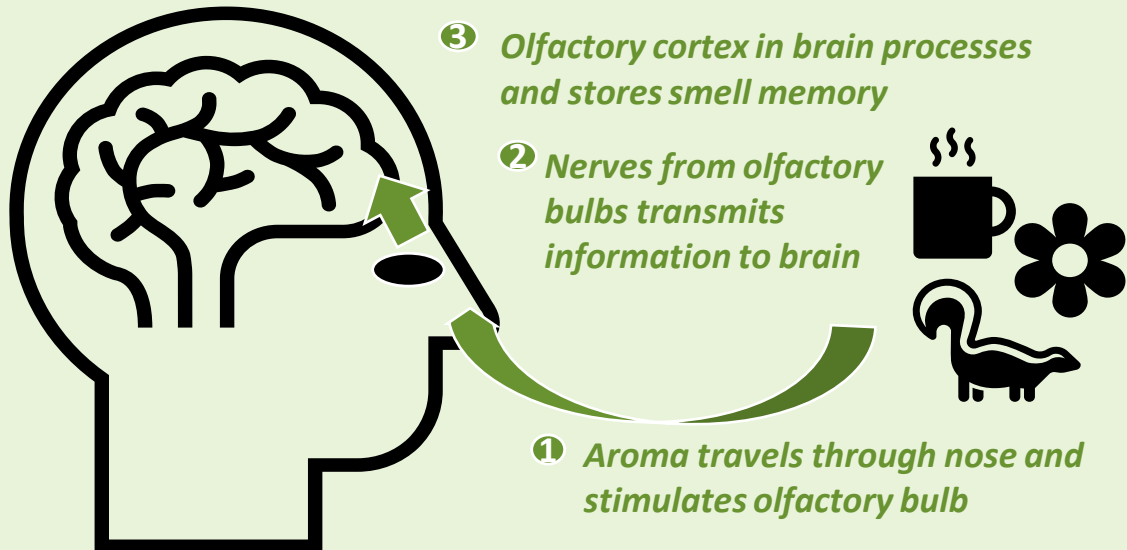 3 Olfactory cortex in brain processes
and stores smell memory
2 Nerves from olfactory
bulbs transmits
information to brain
1 Aroma travels through nose and
stimulates olfactory bulb